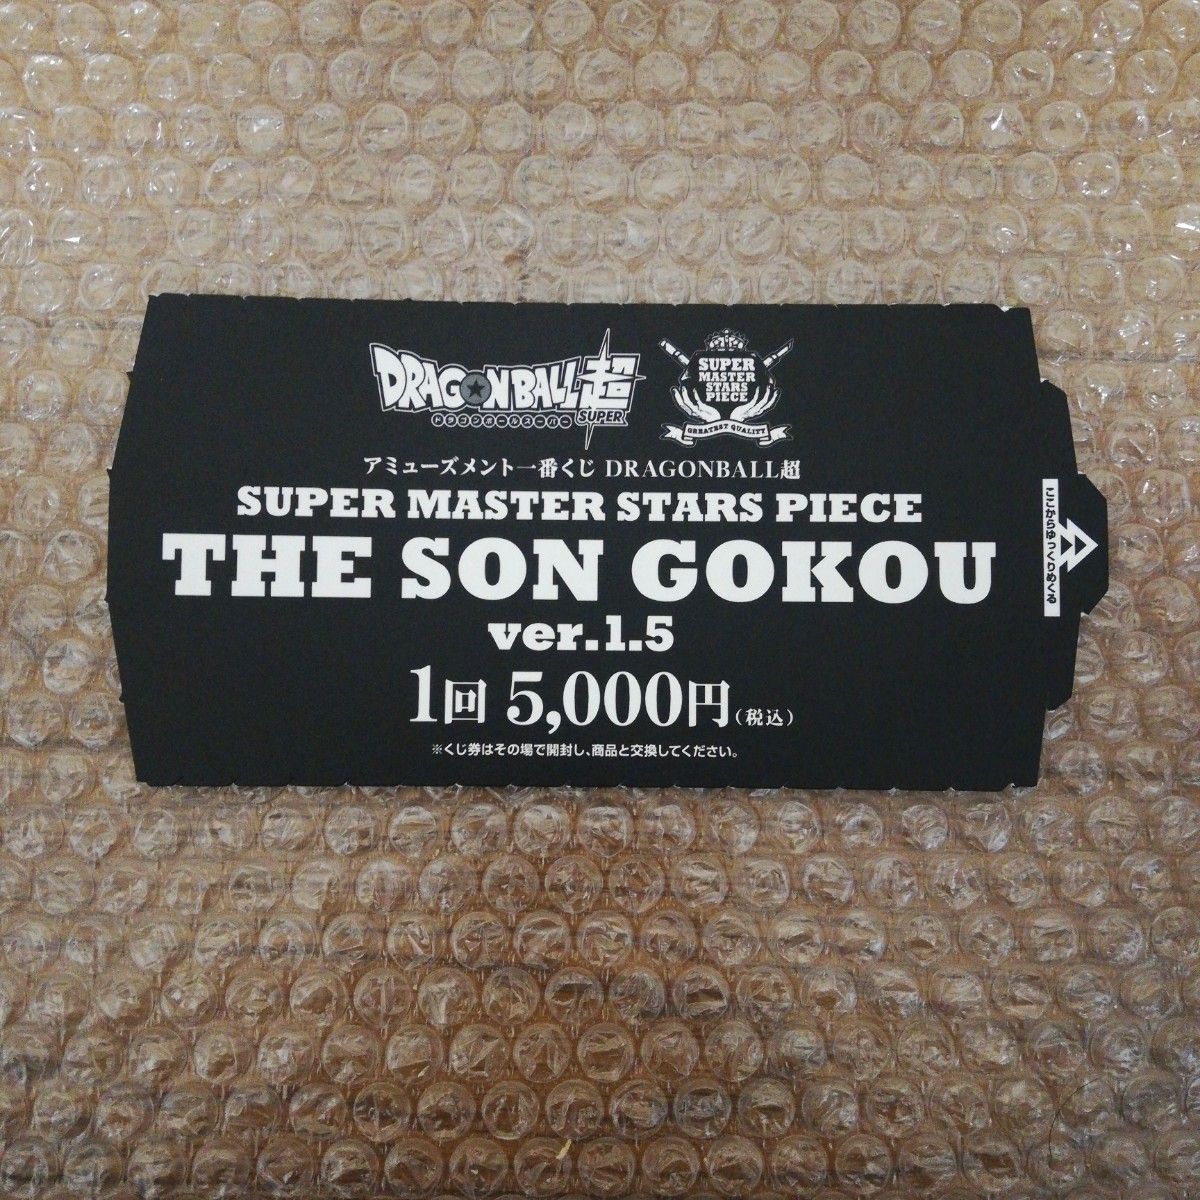 DRAGONBALL超
ドラゴンボールスーパー SUPER
SUPER
MASTER
STARS
PIECE
GREATEST QUALITY
アミューズメント一番くじ DRAGONBALL超
SUPER MASTER STARS PIECE
THE SON GOKOU
ver.1.5
1回 5,000円(税込)
※くじ券はその場で開封し、商品と交換してください。
ここからゆっくりめくる